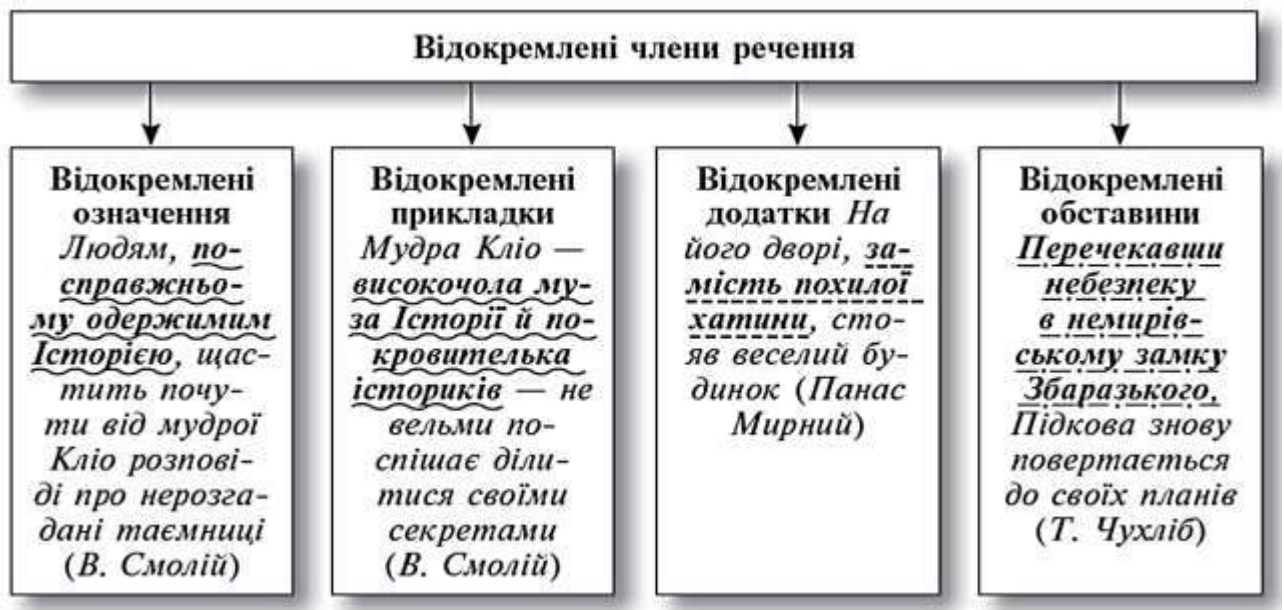 Відокремлені члени речення
Відокремлені
означення
Людям, по-
справжньо-
му одержимим
Історією, щас-
тить почу-
ти від мудрої
Кліо розпові-
ді про нерозга-
дані таємниці
(В. Смолій)
Відокремлені
прикладки
Мудра Кліо —
високочола му-
за Історії й по-
кровителька
істориків — не
вельми по-
спішає діли-
тися своїми
секретами
(В. Смолій)
Відокремлені
додатки На
його дворі, за-
мість похилої
хатини, сто-
яв веселий бу-
динок (Панас
Мирний)
Відокремлені
обставини
Перечекавши
небезпеку
в немирів-
ському замку
Збаразького,
Підкова знову
повертається
до своїх планів
(Т. Чухліб)